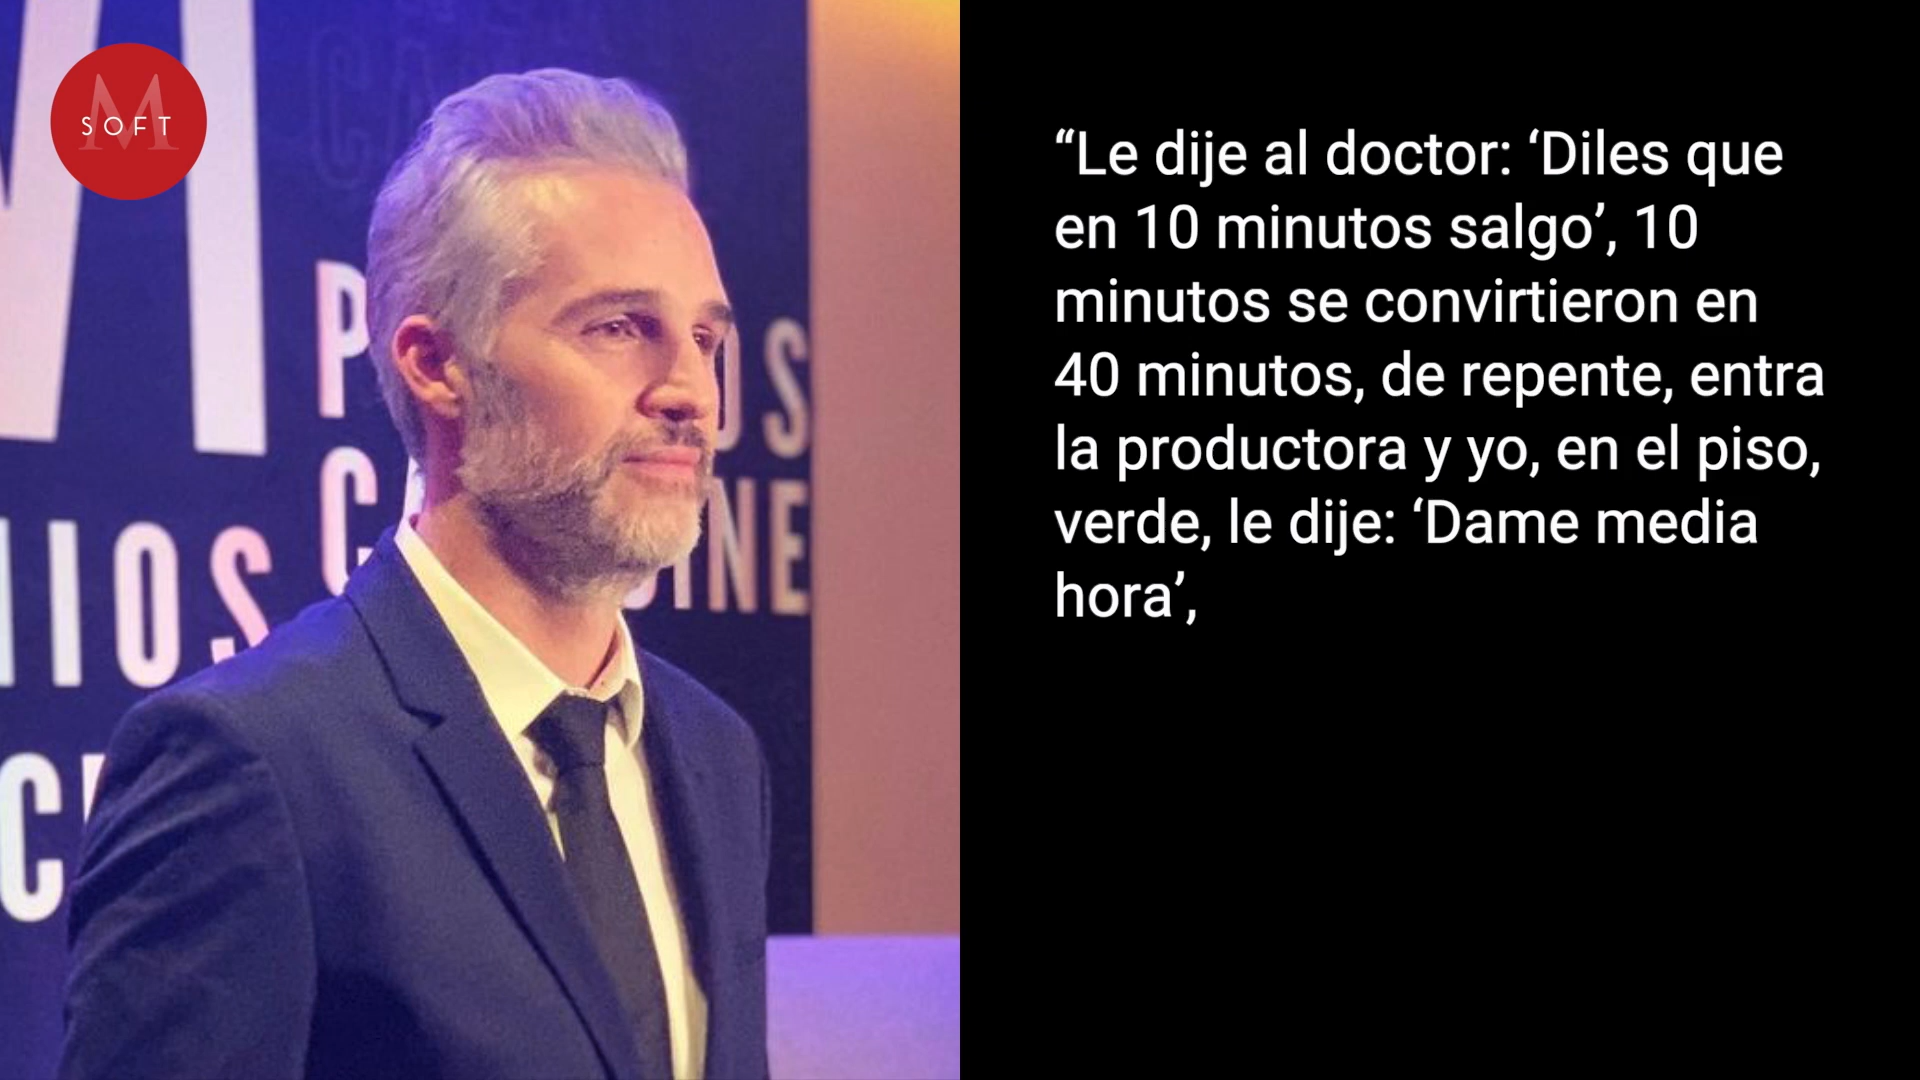 M
SOFT
“Le dije al doctor: ‘Diles que
en 10 minutos salgo’, 10
minutos se convirtieron en
40 minutos, de repente, entra
la productora y yo, en el piso,
verde, le dije: ‘Dame media
hora’,